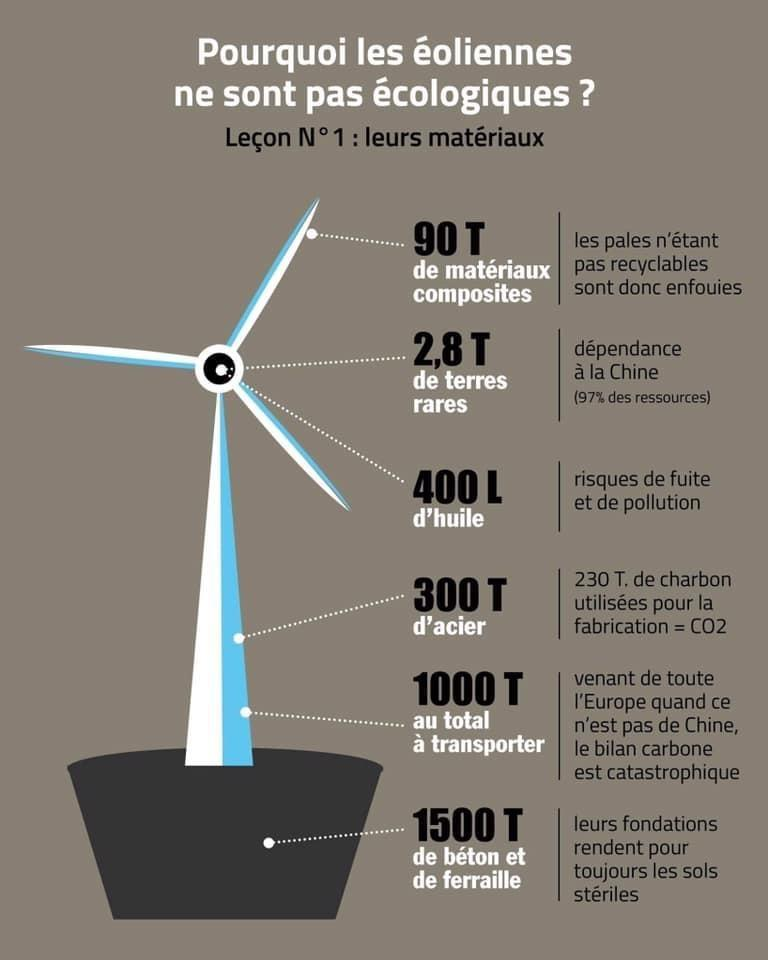 Pourquoi les éoliennes
ne sont pas écologiques ?
Leçon N°1 : leurs matériaux
90 T
de matériaux
composites
les pales n'étant
pas recyclables
sont donc enfouies
2,8 T
de terres
rares
dépendance
à la Chine
(97% des ressources)
400 L
d'huile
risques de fuite
et de pollution
300 T
d'acier
230 T. de charbon
utilisées pour la
fabrication = CO2
1000 T
au total
à transporter
venant de toute
l'Europe quand ce
n'est pas de Chine,
le bilan carbone
est catastrophique
1500 T
de béton et
de ferraille
leurs fondations
rendent pour
toujours les sols
stériles